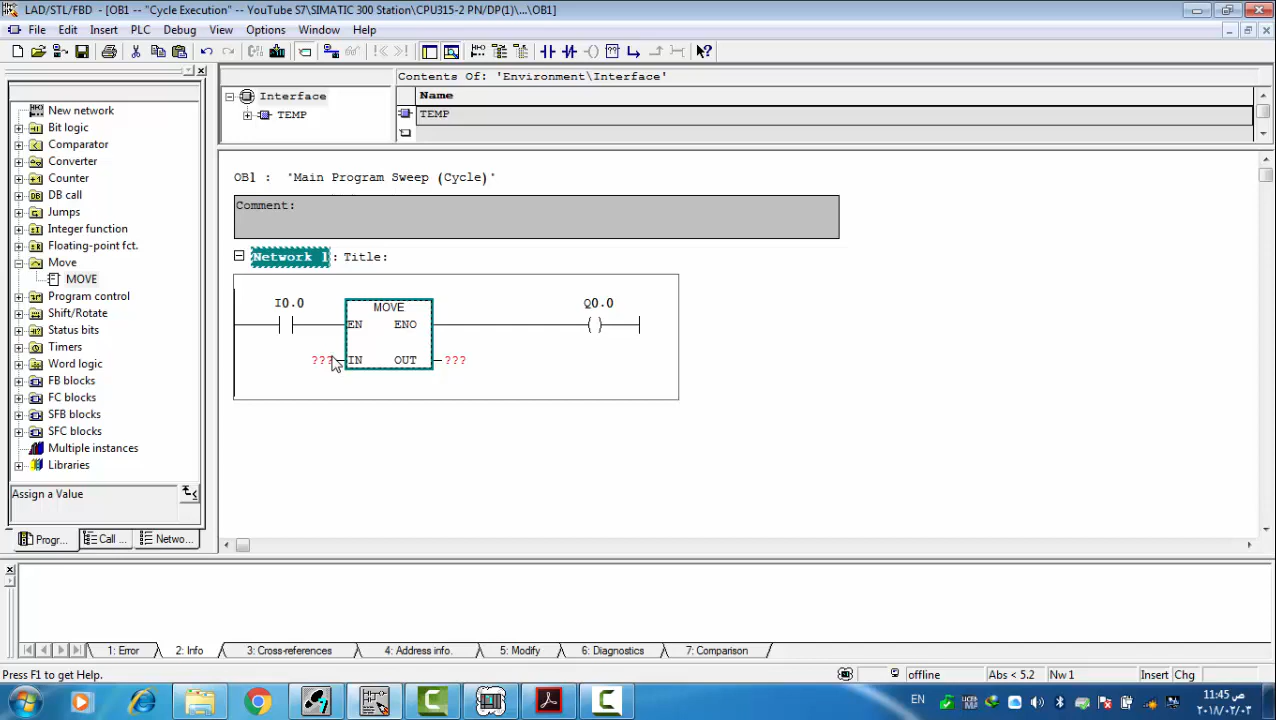 LAD/STL/FBD - [OB1 -- "Cycle Execution" -- YouTube S7\SIMATIC 300 Station\CPU315-2 PN/DP(1)\...\OB1]
File Edit Insert PLC Debug View Options Window Help
Contents Of: 'Environment\Interface'
Interface
TEMP
Name
TEMP
New network
Bit logic
Comparator
Converter
Counter
DB call
Jumps
Integer function
Floating-point fct.
Move
MOVE
Program control
Shift/Rotate
Status bits
Timers
Word logic
FB blocks
FC blocks
SFB blocks
SFC blocks
Multiple instances
Libraries
Assign a Value
Progr... Call ... Netwo...
OB1 : 'Main Program Sweep (Cycle)'
Comment:
Network 1: Title:
I0.0
MOVE
Q0.0
EN ENO
??? IN OUT ???
1: Error 2: Info 3: Cross-references 4: Address info. 5: Modify 6: Diagnostics 7: Comparison
Press F1 to get Help.
offline Abs < 5.2 Nw 1 Insert Chg
EN
11:45 ص
٢٠١٨/٠٢/٠٣